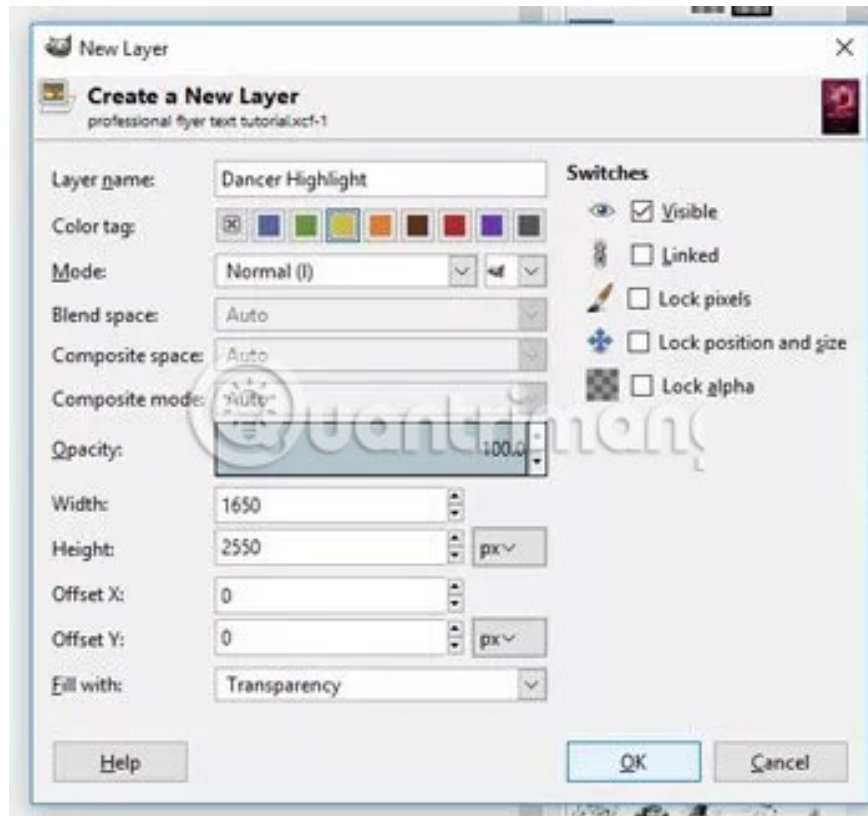 New Layer
Create a New Layer
professional flyer text tutorial.xcf-1
Layer name: Dancer Highlight
Color tag:
Mode: Normal (l)
Blend space: Auto
Composite space: Auto
Composite mode: Auto
Opacity: 100.0
Width: 1650
Height: 2550 px
Offset X: 0
Offset Y: 0 px
Fill with: Transparency
Switches
Visible
Linked
Lock pixels
Lock position and size
Lock alpha
Quantrimang
Help
OK
Cancel